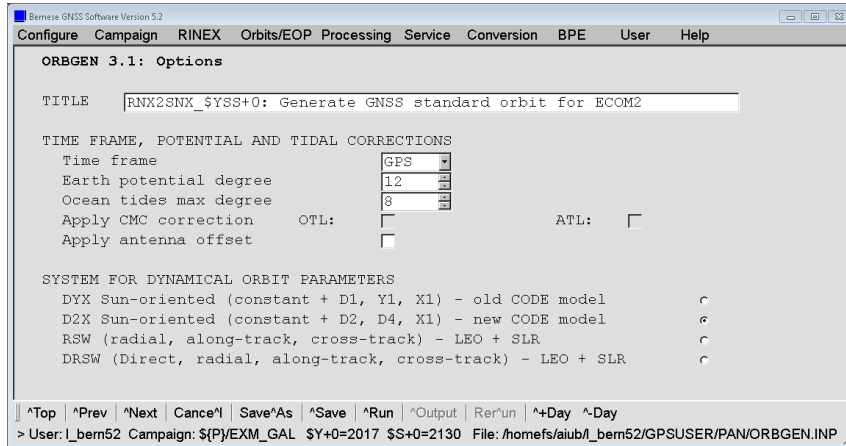 Bernese GNSS Software Version 5.2
Configure Campaign RINEX Orbits/EOP Processing Service Conversion BPE User Help
ORBGEN 3.1: Options
TITLE RNX2SNX_$YSS+0: Generate GNSS standard orbit for ECOM2
TIME FRAME, POTENTIAL AND TIDAL CORRECTIONS
Time frame GPS
Earth potential degree 12
Ocean tides max degree 8
Apply CMC correction OTL: ATL:
Apply antenna offset
SYSTEM FOR DYNAMICAL ORBIT PARAMETERS
DYX Sun-oriented (constant + D1, Y1, X1) - old CODE model
D2X Sun-oriented (constant + D2, D4, X1) - new CODE model
RSW (radial, along-track, cross-track) - LEO + SLR
DRSW (Direct, radial, along-track, cross-track) - LEO + SLR
^Top ^Prev ^Next Cance^l Save^As ^Save ^Run ^Output Rer^un ^+Day ^-Day
> User: l_bern52 Campaign: ${P}/EXM_GAL $Y+0=2017 $S+0=2130 File: /homefs/aiub/l_bern52/GPSUSER/PAN/ORBGEN.INP